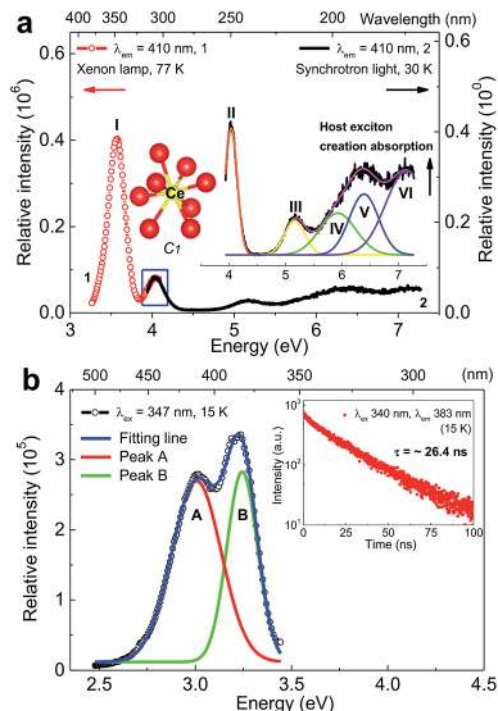 400 350 300 250 200 Wavelength (nm)
a
λem = 410 nm, 1
Xenon lamp, 77 K
λem = 410 nm, 2
Synchrotron light, 30 K
Relative intensity (10⁶)
0.6
0.4
0.2
0.0
Relative intensity (10⁰)
0.6
0.4
0.2
0.0
I
Ce
C1
II
III
IV
V
VI
Host exciton
creation absorption
4 5 6 7
1
2
3 4 5 6 7
Energy (eV)
b
500 450 400 350 300 (nm)
λex = 347 nm, 15 K
Fitting line
Peak A
Peak B
A
B
Relative intensity (10⁵)
4
3
2
1
0
λex 340 nm, λem 383 nm
(15 K)
τ = ~ 26.4 ns
Intensity (a.u.)
10³
10²
10¹
0 25 50 75 100
Time (ns)
2.5 3.0 3.5 4.0 4.5
Energy (eV)